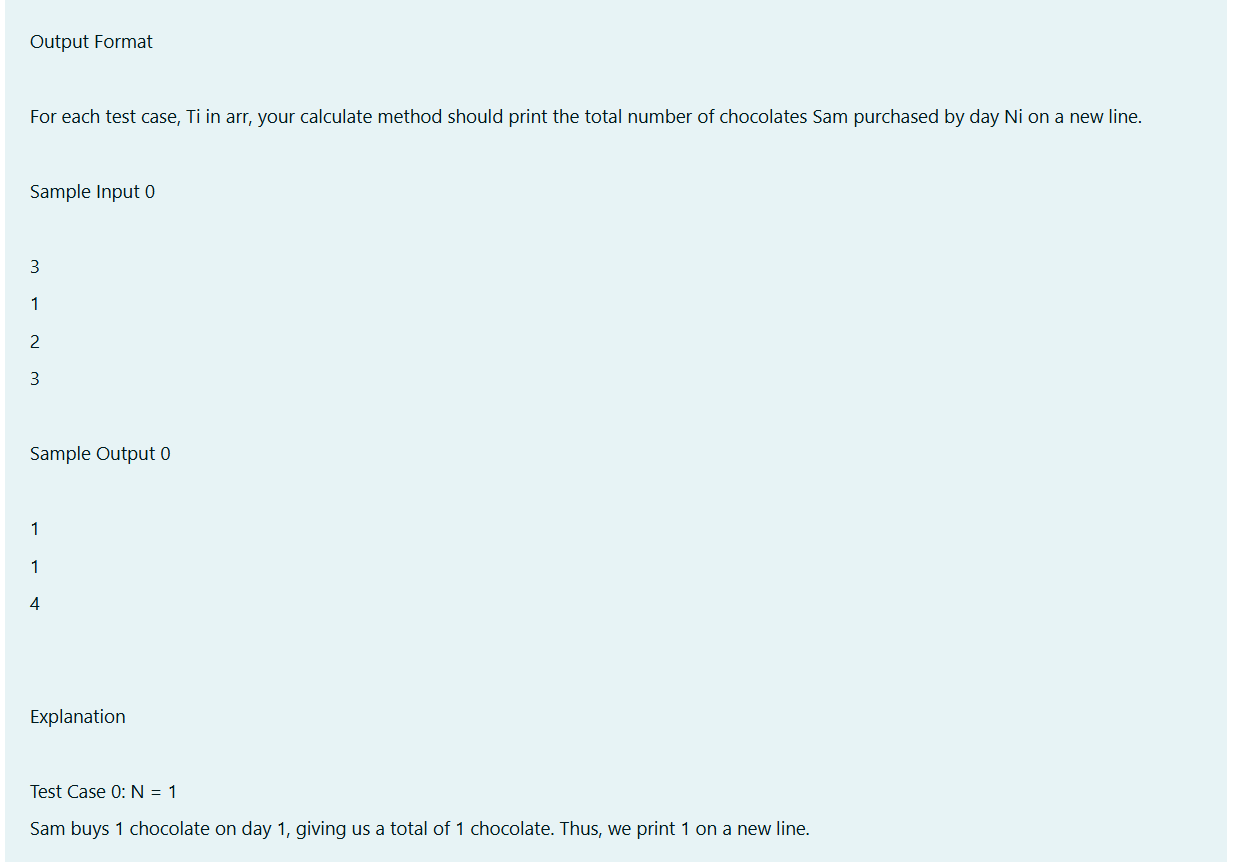 Output Format
For each test case, Ti in arr, your calculate method should print the total number of chocolates Sam purchased by day Ni on a new line.
Sample Input 0
3
1
2
3
Sample Output 0
1
1
4
Explanation
Test Case 0: N = 1
Sam buys 1 chocolate on day 1, giving us a total of 1 chocolate. Thus, we print 1 on a new line.